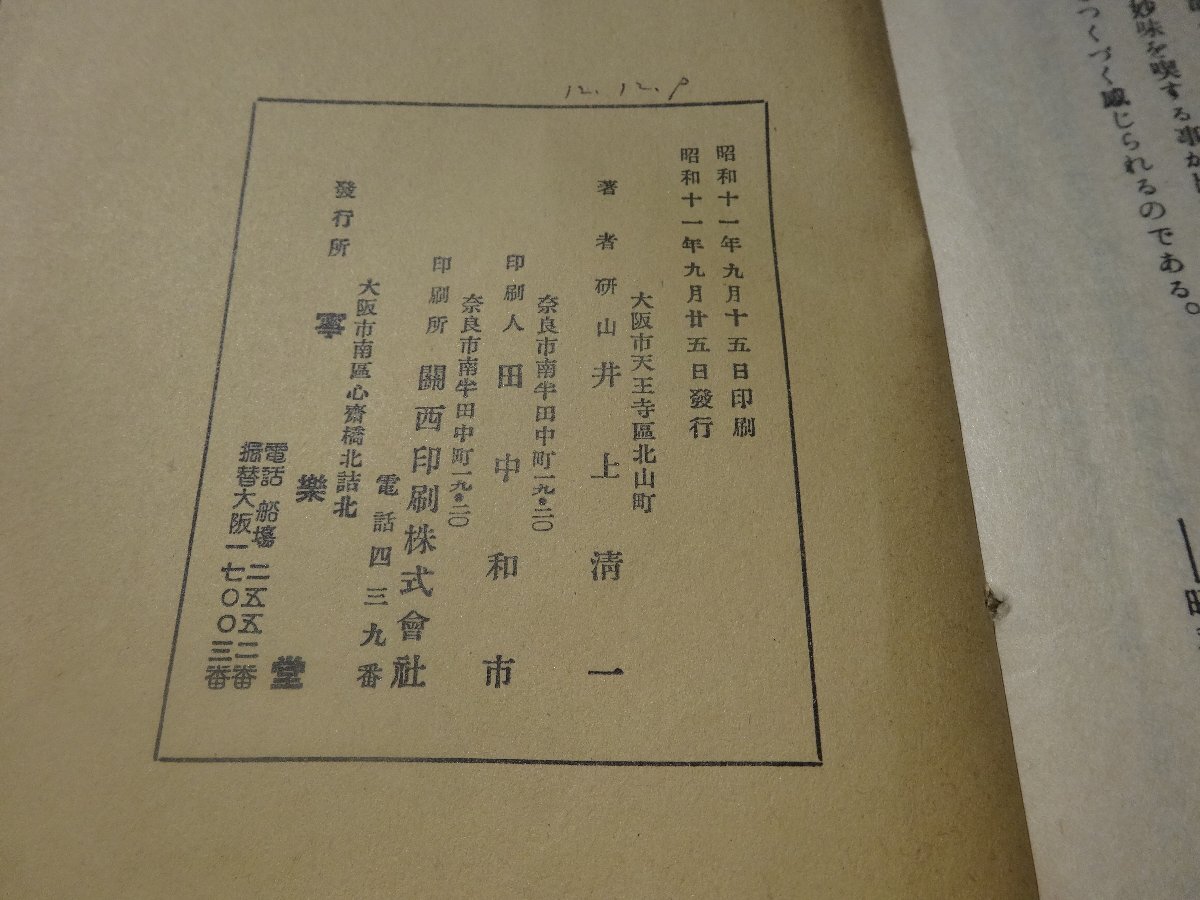 12.12.9
昭和十一年九月十五日印刷
昭和十一年九月廿五日發行
大阪市天王寺區北山町
著者 研山 井上淸一
奈良市南半田中町一九・二〇
印刷人 田中和市
奈良市南半田中町一九・二〇
印刷所 關西印刷株式會社
電話四三九番
大阪市南區心齋橋北詰北
發行所 寧樂堂
電話船塲二五五二番
振替大阪一七〇〇三番
妙味を喫する事が
つくづく感じられるのである。